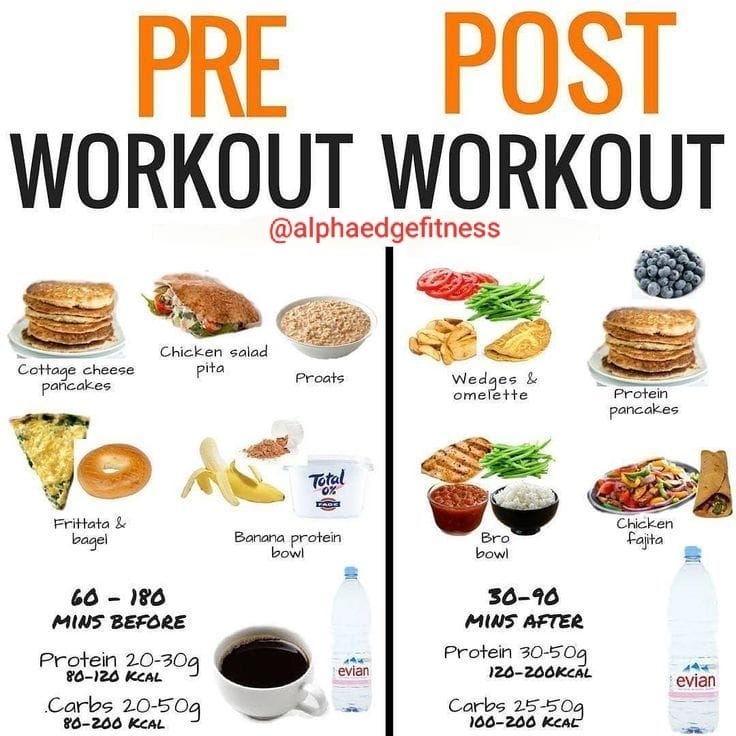 PRE
WORKOUT
POST
WORKOUT
@alphaedgefitness
Cottage cheese
pancakes
Chicken salad
pita
Proats
Frittata &
bagel
Total
0%
FAGE
Banana protein
bowl
60 - 180
MINS BEFORE
Protein 20-30g
80-120 KCAL
.Carbs 20-50g
80-200 KCAL
evian
Wedges &
omelette
Protein
pancakes
Bro
bowl
Chicken
fajita
30-90
MINS AFTER
Protein 30-50g
120-200KCAL
Carbs 25-50g
100-200 KCAL
evian